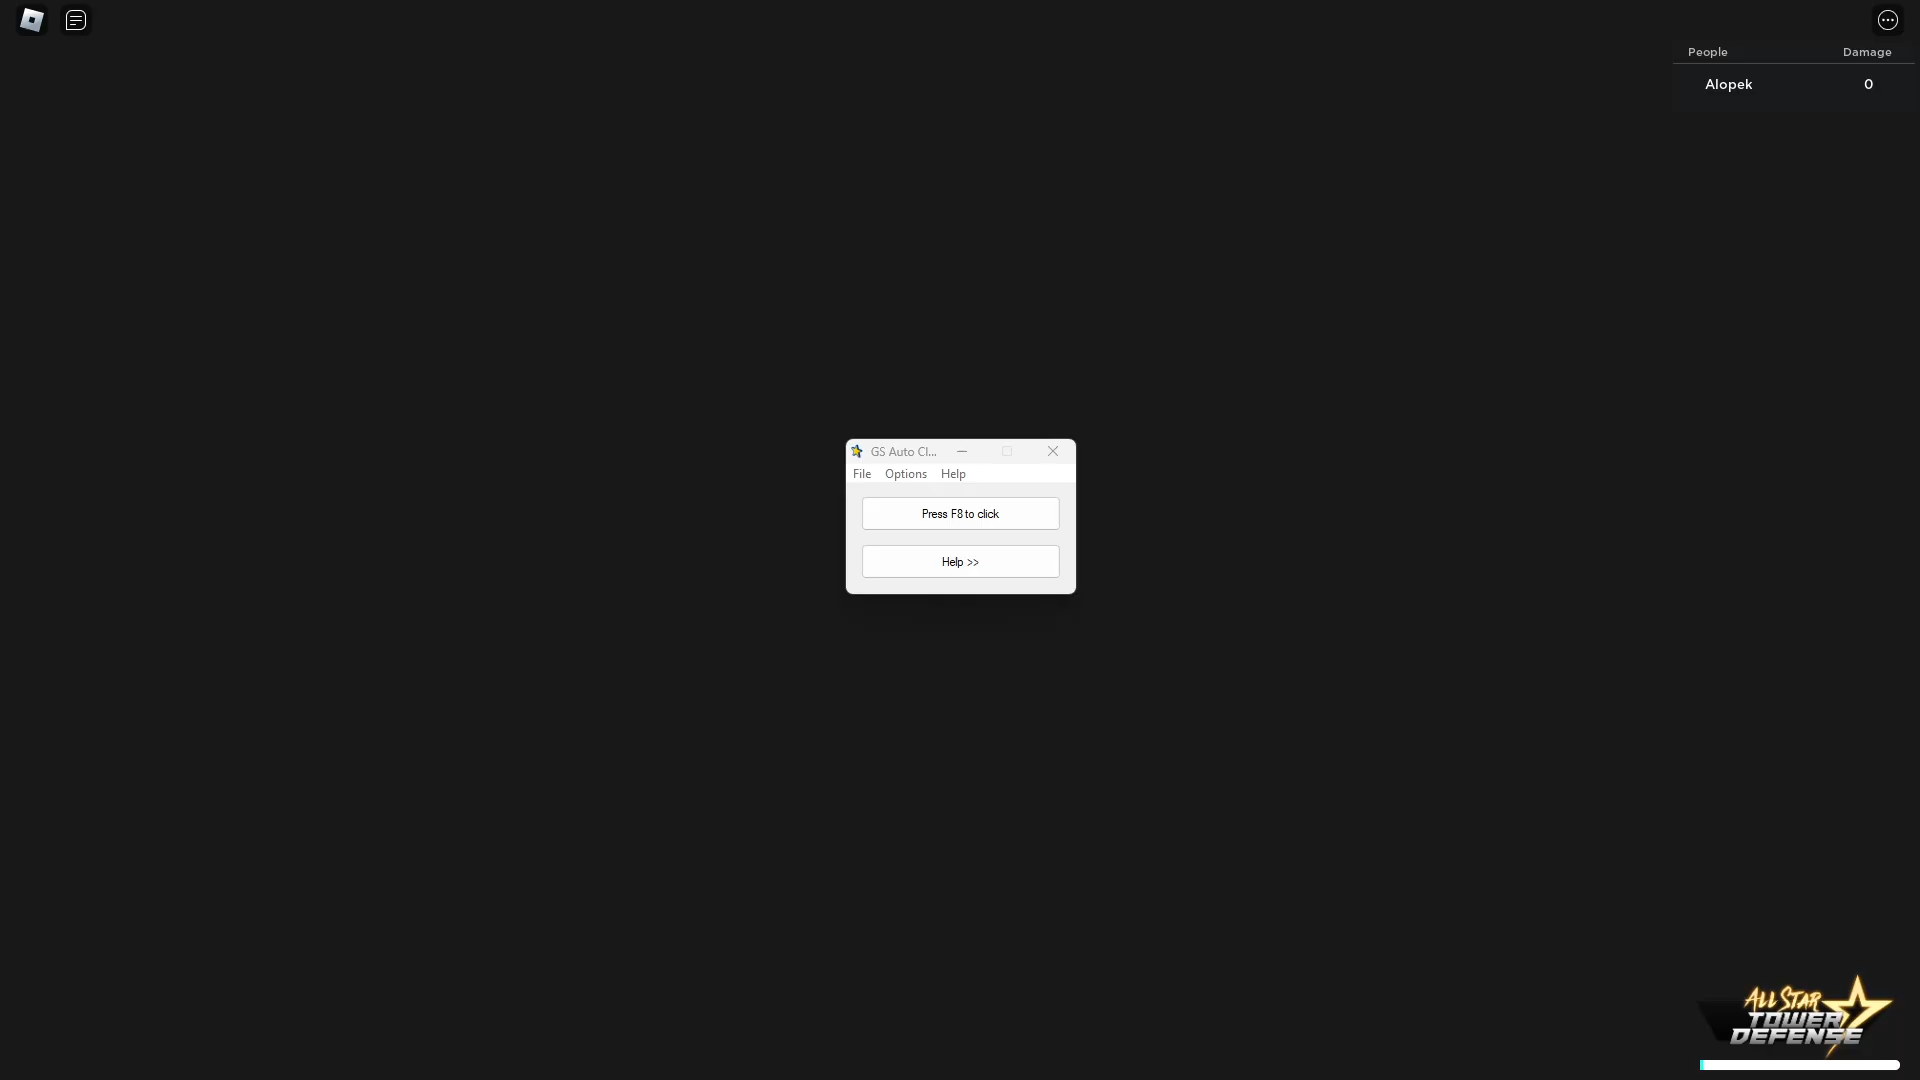 People Damage
Alopek 0
GS Auto Cl...
File Options Help
Press F8 to click
Help >>
ALL STAR
TOWER
DEFENSE